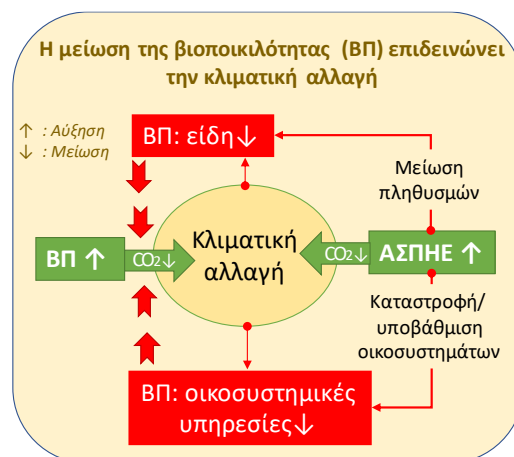 Η μείωση της βιοποικιλότητας (ΒΠ) επιδεινώνει
την κλιματική αλλαγή
↑ : Αύξηση
↓ : Μείωση
ΒΠ: είδη↓
Μείωση
πληθυσμών
ΒΠ ↑
CO2↓
Κλιματική
αλλαγή
CO2↓
ΑΣΠΗΕ ↑
Καταστροφή/
υποβάθμιση
οικοσυστημάτων
ΒΠ: οικοσυστημικές
υπηρεσίες↓